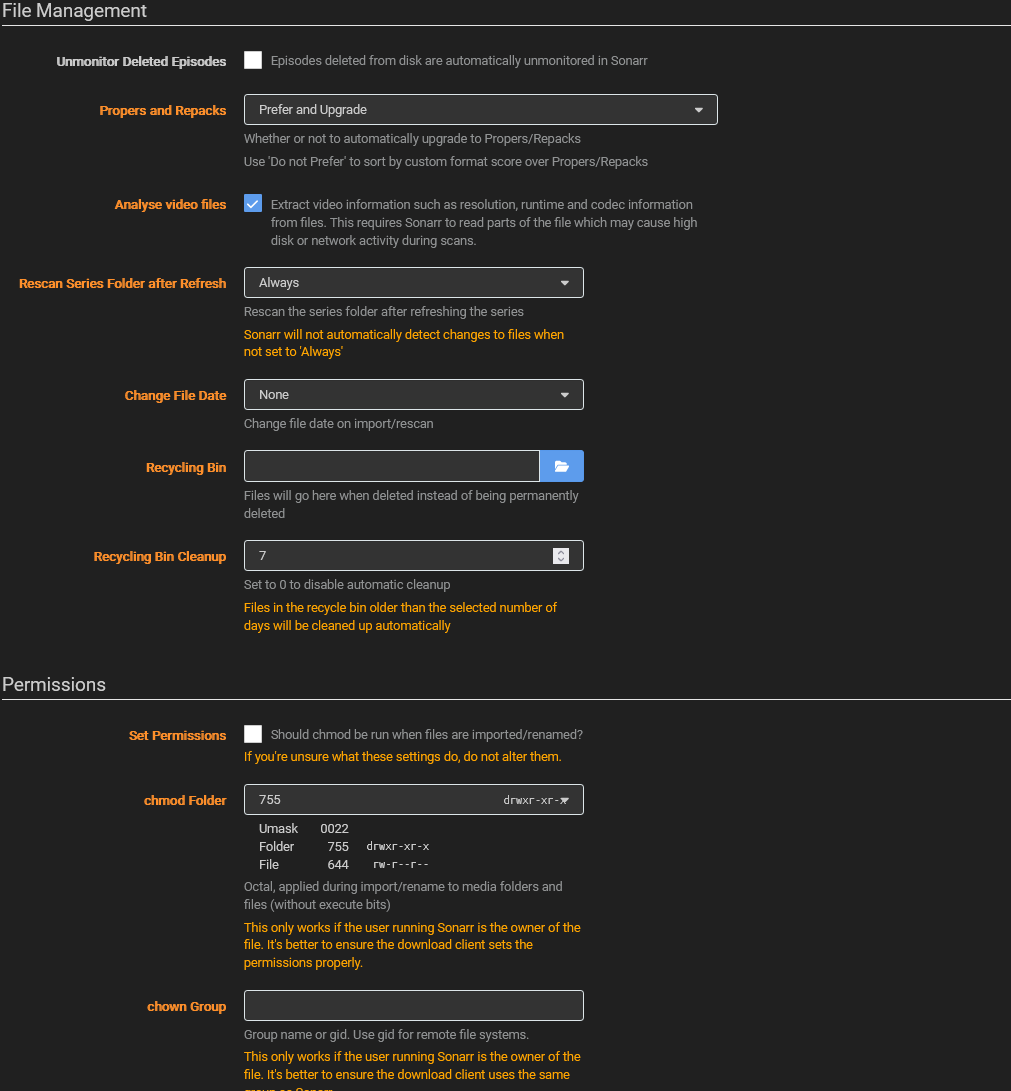 File Management
Unmonitor Deleted Episodes
Episodes deleted from disk are automatically unmonitored in Sonarr
Propers and Repacks
Prefer and Upgrade
Whether or not to automatically upgrade to Propers/Repacks
Use 'Do not Prefer' to sort by custom format score over Propers/Repacks
Analyse video files
Extract video information such as resolution, runtime and codec information
from files. This requires Sonarr to read parts of the file which may cause high
disk or network activity during scans.
Rescan Series Folder after Refresh
Always
Rescan the series folder after refreshing the series
Sonarr will not automatically detect changes to files when
not set to 'Always'
Change File Date
None
Change file date on import/rescan
Recycling Bin
Files will go here when deleted instead of being permanently
deleted
Recycling Bin Cleanup
7
Set to 0 to disable automatic cleanup
Files in the recycle bin older than the selected number of
days will be cleaned up automatically
Permissions
Set Permissions
Should chmod be run when files are imported/renamed?
If you're unsure what these settings do, do not alter them.
chmod Folder
755 drwxr-xr-x
Umask 0022
Folder 755 drwxr-xr-x
File 644 rw-r--r--
Octal, applied during import/rename to media folders and
files (without execute bits)
This only works if the user running Sonarr is the owner of the
file. It's better to ensure the download client sets the
permissions properly.
chown Group
Group name or gid. Use gid for remote file systems.
This only works if the user running Sonarr is the owner of the
file. It's better to ensure the download client uses the same
group as Sonarr